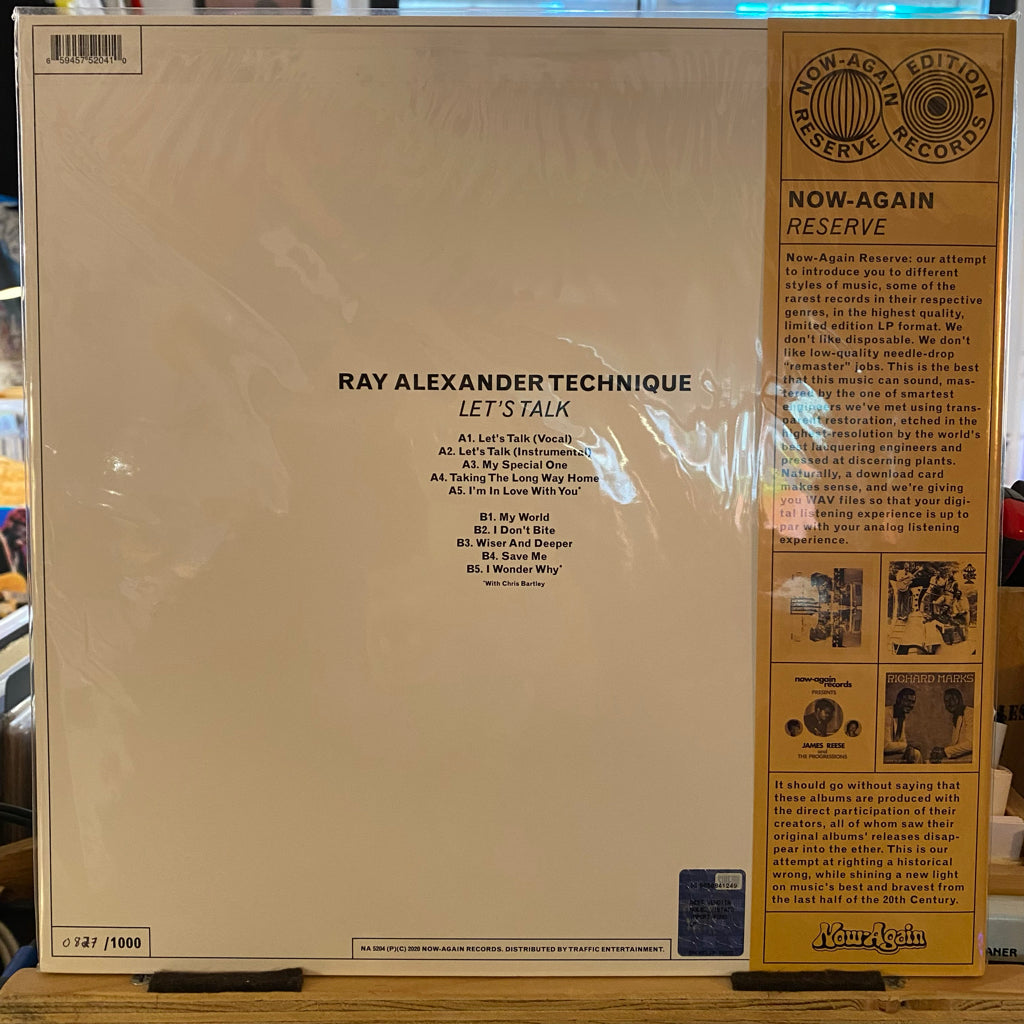 6 59457 52041 0
NOW-AGAIN RESERVE
EDITION RECORDS
NOW-AGAIN
RESERVE
Now-Again Reserve: our attempt
to introduce you to different
styles of music, some of the
rarest records in their respective
genres, in the highest quality,
limited edition LP format. We
don't like disposable. We don't
like low-quality needle-drop
"remaster" jobs. This is the best
that this music can sound, mas-
tered by the one of smartest
engineers we've met using trans-
parent restoration, etched in the
highest-resolution by the world's
best lacquering engineers and
pressed at discerning plants.
Naturally, a download card
makes sense, and we're giving
you WAV files so that your digi-
tal listening experience is up to
par with your analog listening
experience.
RAY ALEXANDER TECHNIQUE
LET'S TALK
A1. Let's Talk (Vocal)
A2. Let's Talk (Instrumental)
A3. My Special One
A4. Taking The Long Way Home
A5. I'm In Love With You*
B1. My World
B2. I Don't Bite
B3. Wiser And Deeper
B4. Save Me
B5. I Wonder Why*
*With Chris Bartley
now-again
records
PRESENTS
JAMES REESE
and
THE PROGRESSIONS
RICHARD MARKS
It should go without saying that
these albums are produced with
the direct participation of their
creators, all of whom saw their
original albums' releases disap-
pear into the ether. This is our
attempt at righting a historical
wrong, while shining a new light
on music's best and bravest from
the last half of the 20th Century.
Now-Again
/1000
NA 5204 (P)(C) 2020 NOW-AGAIN RECORDS. DISTRIBUTED BY TRAFFIC ENTERTAINMENT.